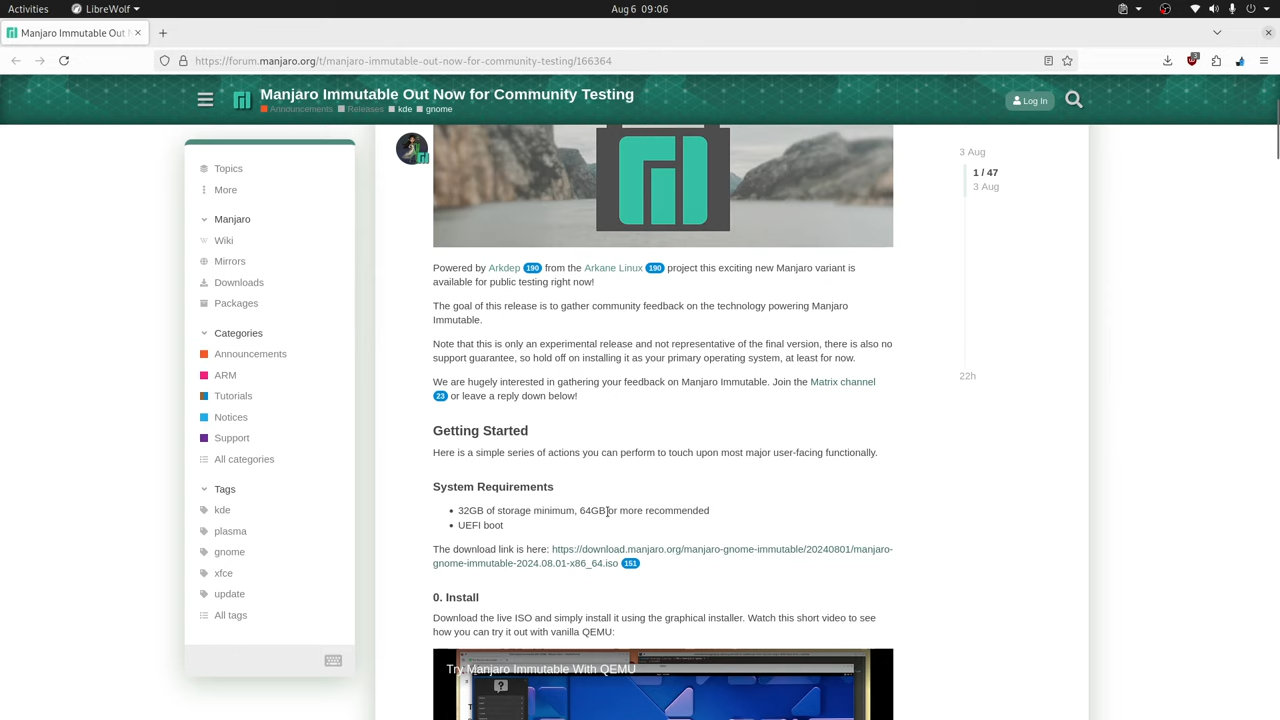 Activities LibreWolf Aug 6 09:06
Manjaro Immutable Out N
https://forum.manjaro.org/t/manjaro-immutable-out-now-for-community-testing/166364 3
Manjaro Immutable Out Now for Community Testing
Announcements Releases kde gnome
Log In
Topics
More
Manjaro
Wiki
Mirrors
Downloads
Packages
Categories
Announcements
ARM
Tutorials
Notices
Support
All categories
Tags
kde
plasma
gnome
xfce
update
All tags
Powered by Arkdep 190 from the Arkane Linux 190 project this exciting new Manjaro variant is
available for public testing right now!
The goal of this release is to gather community feedback on the technology powering Manjaro
Immutable.
Note that this is only an experimental release and not representative of the final version, there is also no
support guarantee, so hold off on installing it as your primary operating system, at least for now.
We are hugely interested in gathering your feedback on Manjaro Immutable. Join the Matrix channel
23 or leave a reply down below!
Getting Started
Here is a simple series of actions you can perform to touch upon most major user-facing functionally.
System Requirements
• 32GB of storage minimum, 64GB or more recommended
• UEFI boot
The download link is here: https://download.manjaro.org/manjaro-gnome-immutable/20240801/manjaro-
gnome-immutable-2024.08.01-x86_64.iso 151
0. Install
Download the live ISO and simply install it using the graphical installer. Watch this short video to see
how you can try it out with vanilla QEMU:
Try Manjaro Immutable With QEMU
3 Aug
1 / 47
3 Aug
22h